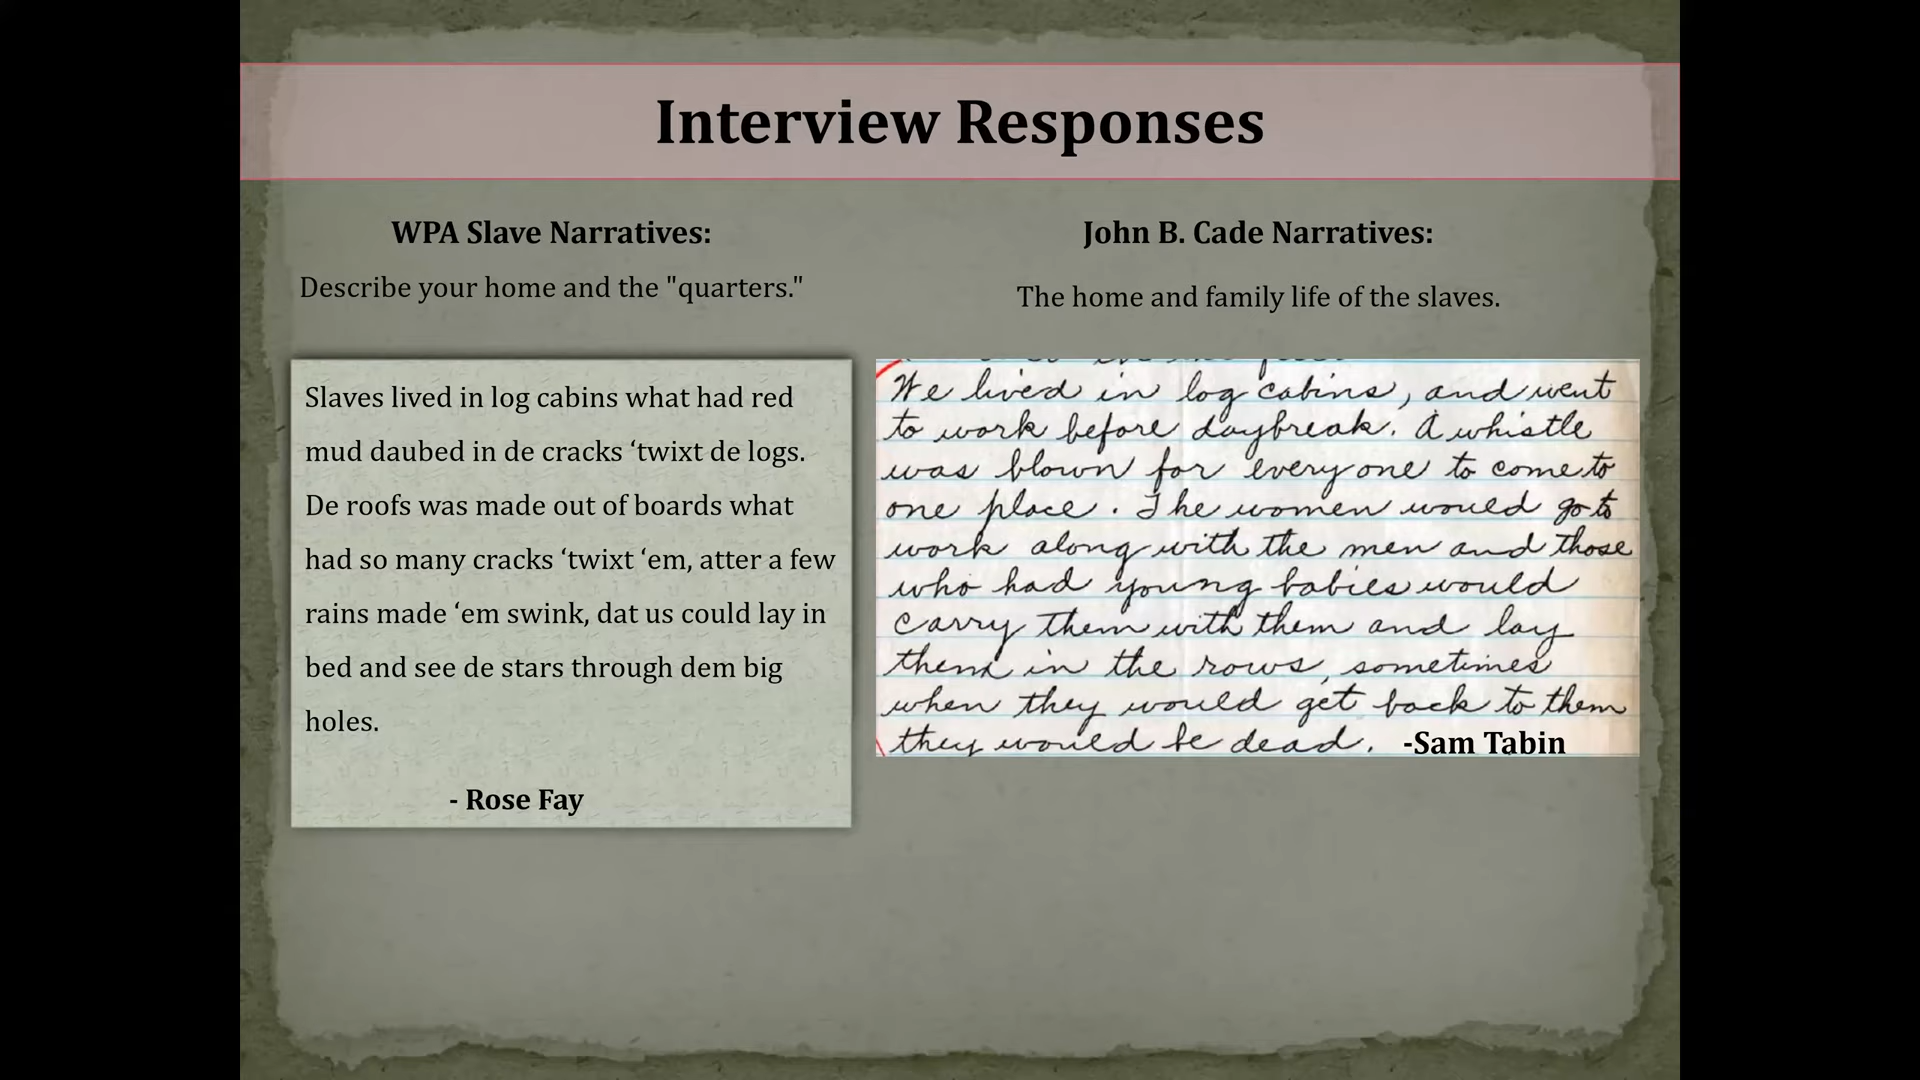 Interview Responses
WPA Slave Narratives:
Describe your home and the "quarters."
Slaves lived in log cabins what had red
mud daubed in de cracks ‘twixt de logs.
De roofs was made out of boards what
had so many cracks ‘twixt ‘em, atter a few
rains made ‘em swink, dat us could lay in
bed and see de stars through dem big
holes.
- Rose Fay
John B. Cade Narratives:
The home and family life of the slaves.
We lived in log cabins, and went
to work before daybreak. A whistle
was blown for everyone to come to
one place. The women would go to
work along with the men and those
who had young babies would
carry them with them and lay
them in the rows, sometimes
when they would get back to them
they would be dead.
-Sam Tabin